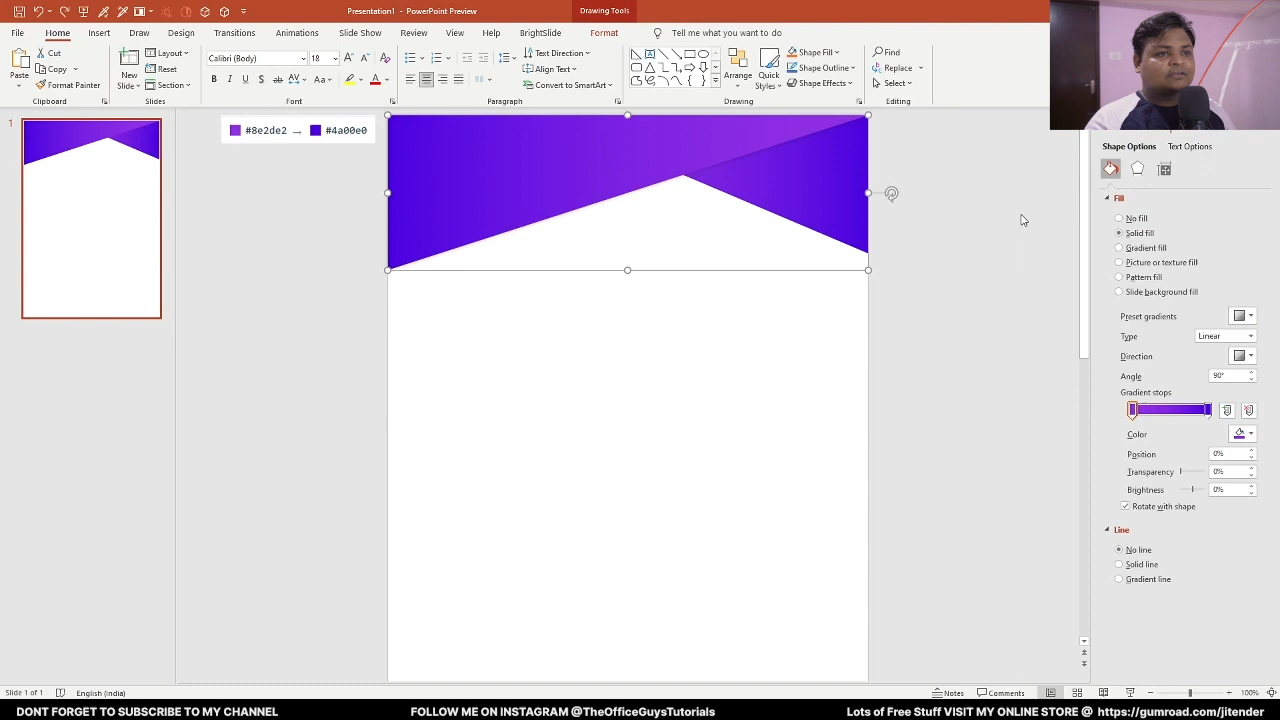 Presentation1 - PowerPoint Preview
Drawing Tools
File
Home
Insert
Draw
Design
Transitions
Animations
Slide Show
Review
View
Help
BrightSlide
Format
Tell me what you want to do
Paste
Cut
Copy
Format Painter
Clipboard
New
Slide
Layout
Reset
Section
Slides
Calibri (Body)
18
Font
Text Direction
Align Text
Convert to SmartArt
Paragraph
Arrange
Quick
Styles
Shape Fill
Shape Outline
Shape Effects
Drawing
Find
Replace
Select
Editing
1
#8e2de2 → #4a00e0
Shape Options
Text Options
Fill
No fill
Solid fill
Gradient fill
Picture or texture fill
Pattern fill
Slide background fill
Preset gradients
Type
Linear
Direction
Angle
90°
Gradient stops
Color
Position
0%
Transparency
0%
Brightness
0%
Rotate with shape
Line
No line
Solid line
Gradient line
Slide 1 of 1
English (India)
Notes
Comments
100%
DONT FORGET TO SUBSCRIBE TO MY CHANNEL
FOLLOW ME ON INSTAGRAM @TheOfficeGuysTutorials
Lots of Free Stuff VISIT MY ONLINE STORE @ https://gumroad.com/jitender